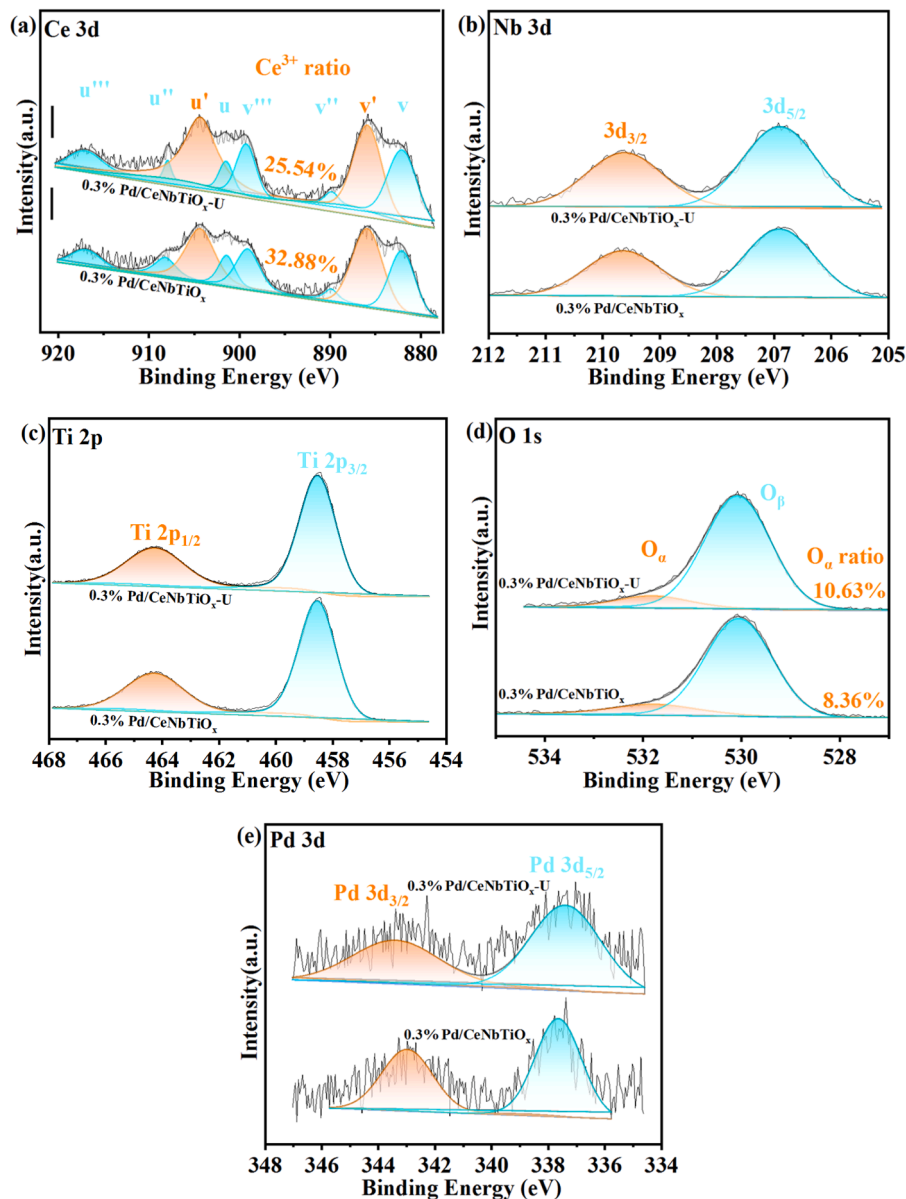 (a)
Ce 3d
Ce³⁺ ratio
u''' u'' u' u v''' v'' v' v
25.54%
0.3% Pd/CeNbTiOₓ-U
32.88%
0.3% Pd/CeNbTiOₓ
Intensity(a.u.)
920 910 900 890 880
Binding Energy (eV)
(b)
Nb 3d
3d₃/₂
3d₅/₂
0.3% Pd/CeNbTiOₓ-U
0.3% Pd/CeNbTiOₓ
Intensity(a.u.)
212 211 210 209 208 207 206 205
Binding Energy (eV)
(c)
Ti 2p
Ti 2p₃/₂
Ti 2p₁/₂
0.3% Pd/CeNbTiOₓ-U
0.3% Pd/CeNbTiOₓ
Intensity(a.u.)
468 466 464 462 460 458 456 454
Binding Energy (eV)
(d)
O 1s
Oβ
Oα
Oα ratio
0.3% Pd/CeNbTiOₓ-U
10.63%
0.3% Pd/CeNbTiOₓ
8.36%
Intensity(a.u.)
534 532 530 528
Binding Energy (eV)
(e)
Pd 3d
Pd 3d₅/₂
0.3% Pd/CeNbTiOₓ-U
Pd 3d₃/₂
0.3% Pd/CeNbTiOₓ
Intensity(a.u.)
348 346 344 342 340 338 336 334
Binding Energy (eV)